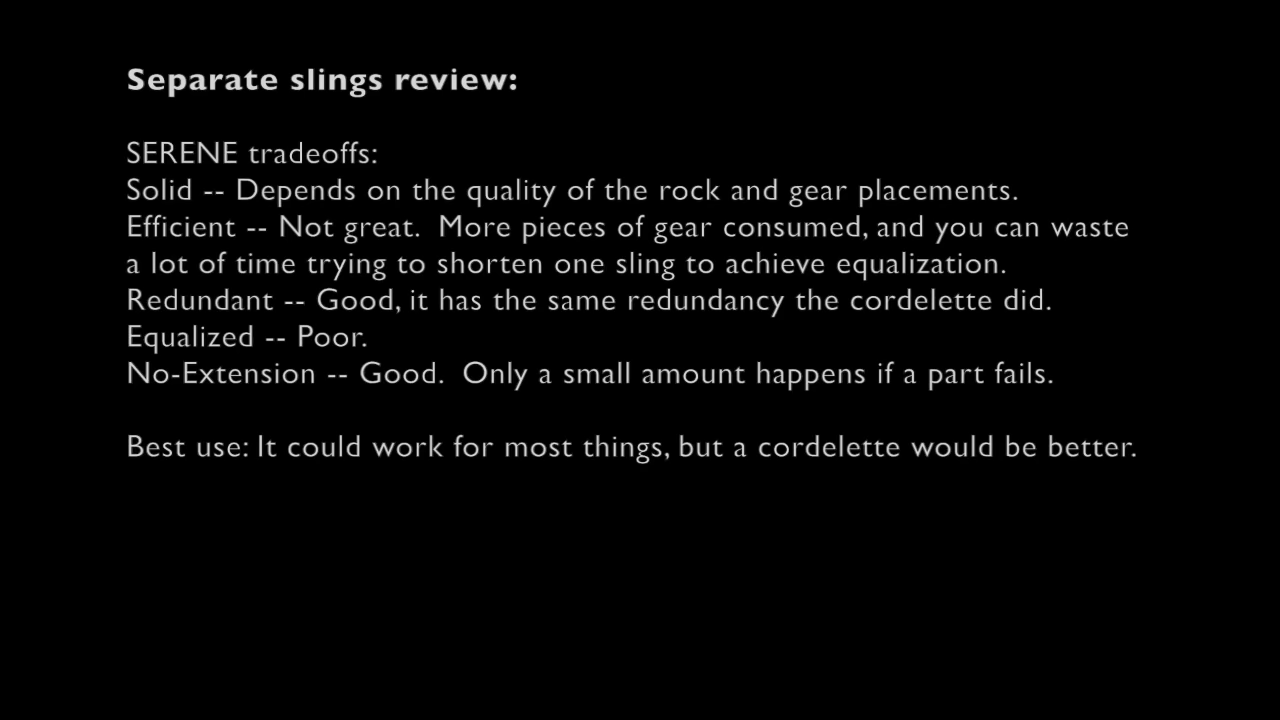 Separate slings review:
SERENE tradeoffs:
Solid -- Depends on the quality of the rock and gear placements.
Efficient -- Not great.  More pieces of gear consumed, and you can waste
a lot of time trying to shorten one sling to achieve equalization.
Redundant -- Good, it has the same redundancy the cordelette did.
Equalized -- Poor.
No-Extension -- Good.  Only a small amount happens if a part fails.
Best use: It could work for most things, but a cordelette would be better.